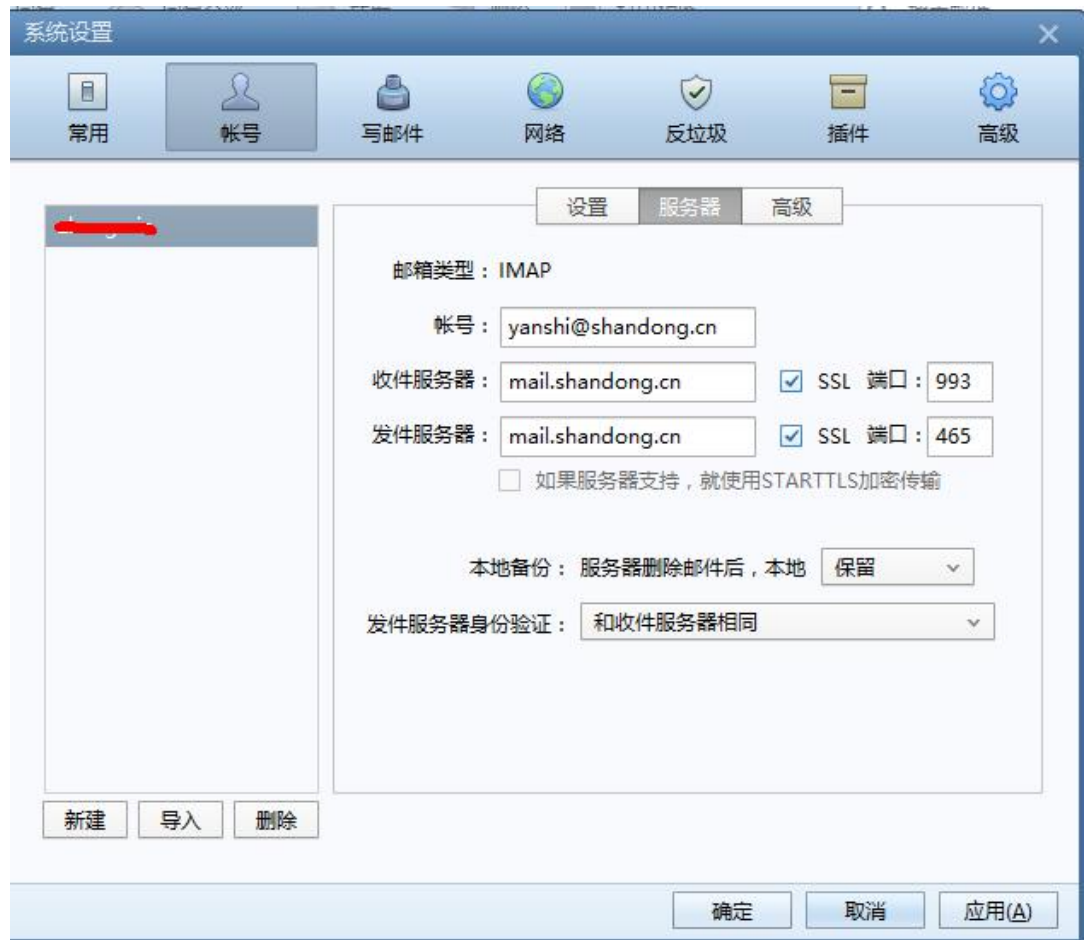 系统设置
常用 帐号 写邮件 网络 反垃圾 插件 高级
设置 服务器 高级
邮箱类型：IMAP
帐号： yanshi@shandong.cn
收件服务器： mail.shandong.cn SSL 端口：993
发件服务器： mail.shandong.cn SSL 端口：465
如果服务器支持，就使用STARTTLS加密传输
本地备份： 服务器删除邮件后，本地 保留
发件服务器身份验证： 和收件服务器相同
新建 导入 删除
确定 取消 应用(A)